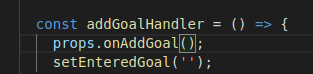 const addGoalHandler = () => {
props.onAddGoal();
setEnteredGoal('');